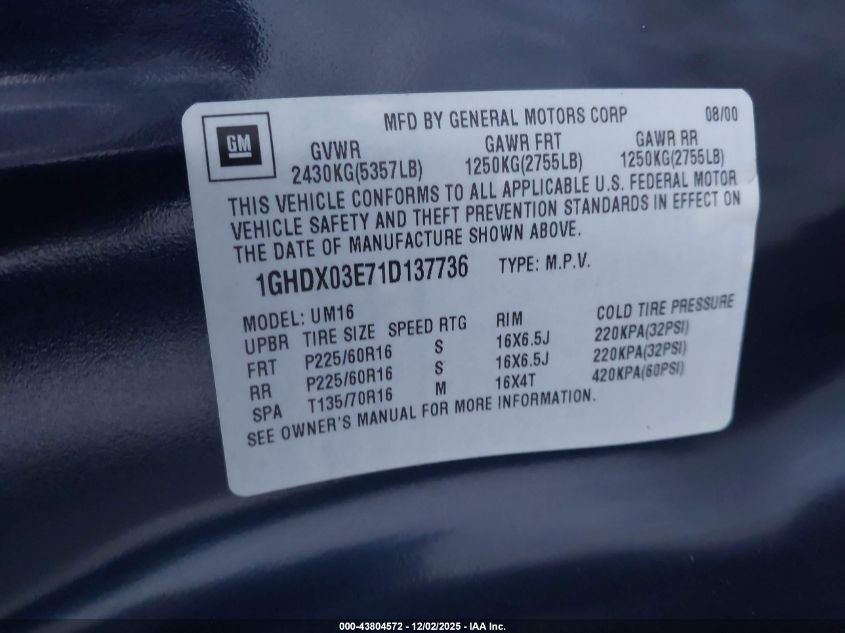 MFD BY GENERAL MOTORS CORP 08/00
GM
GVWR GAWR FRT GAWR RR
2430KG(5357LB) 1250KG(2755LB) 1250KG(2755LB)
THIS VEHICLE CONFORMS TO ALL APPLICABLE U.S. FEDERAL MOTOR
VEHICLE SAFETY AND THEFT PREVENTION STANDARDS IN EFFECT ON
THE DATE OF MANUFACTURE SHOWN ABOVE.
1GHDX03E71D137736 TYPE: M.P.V.
MODEL: UM16
UPBR TIRE SIZE SPEED RTG RIM COLD TIRE PRESSURE
FRT P225/60R16 S 16X6.5J 220KPA(32PSI)
RR P225/60R16 S 16X6.5J 220KPA(32PSI)
SPA T135/70R16 M 16X4T 420KPA(60PSI)
SEE OWNER'S MANUAL FOR MORE INFORMATION.
000-43804572 - 12/02/2025 - IAA Inc.